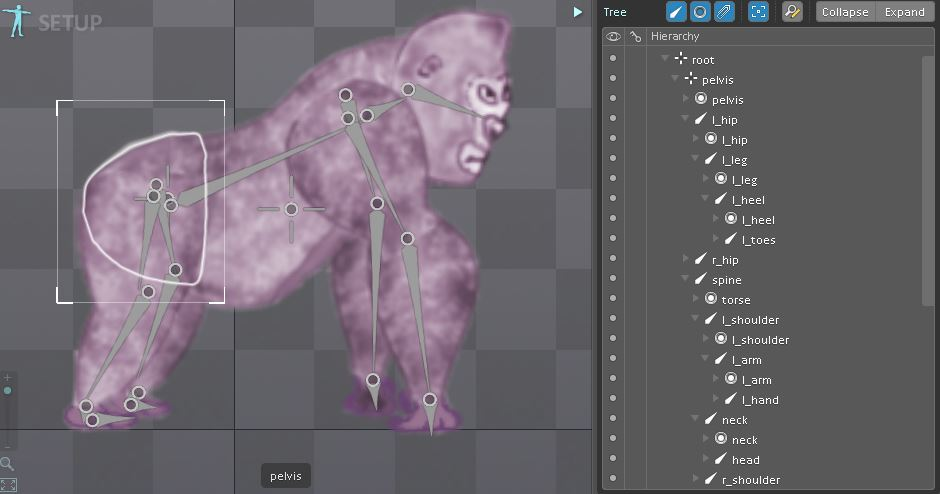 SETUP
pelvis
Tree
Collapse
Expand
Hierarchy
root
pelvis
pelvis
l_hip
l_hip
l_leg
l_leg
l_heel
l_heel
l_toes
r_hip
spine
torse
l_shoulder
l_shoulder
l_arm
l_arm
l_hand
neck
neck
head
r_shoulder